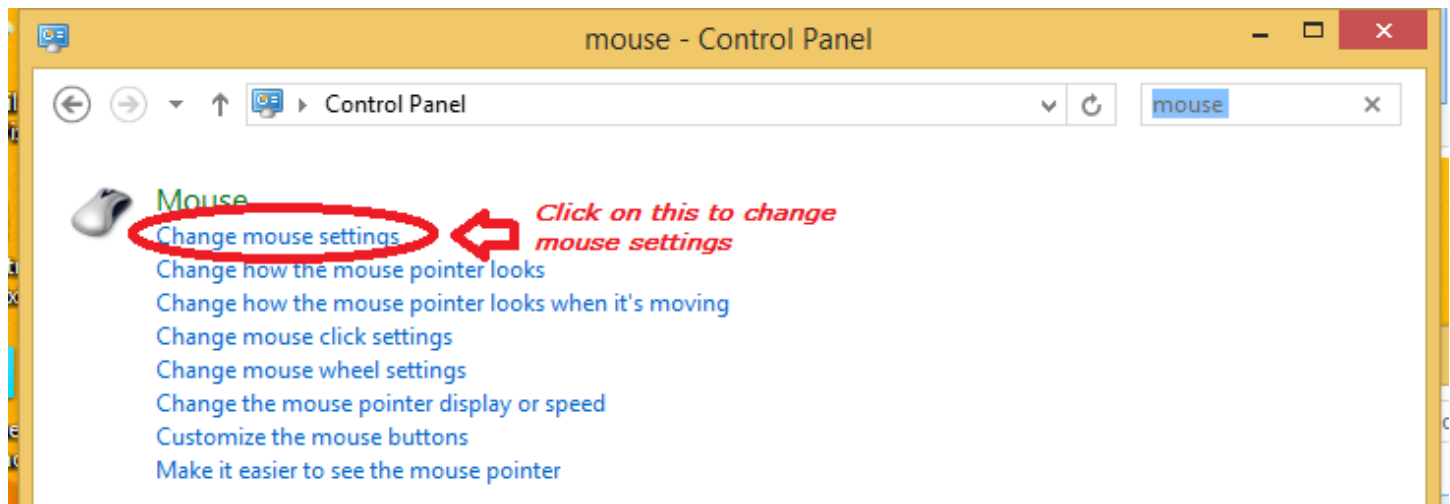 mouse - Control Panel
Control Panel
mouse
Mouse
Change mouse settings
Click on this to change
mouse settings
Change how the mouse pointer looks
Change how the mouse pointer looks when it's moving
Change mouse click settings
Change mouse wheel settings
Change the mouse pointer display or speed
Customize the mouse buttons
Make it easier to see the mouse pointer